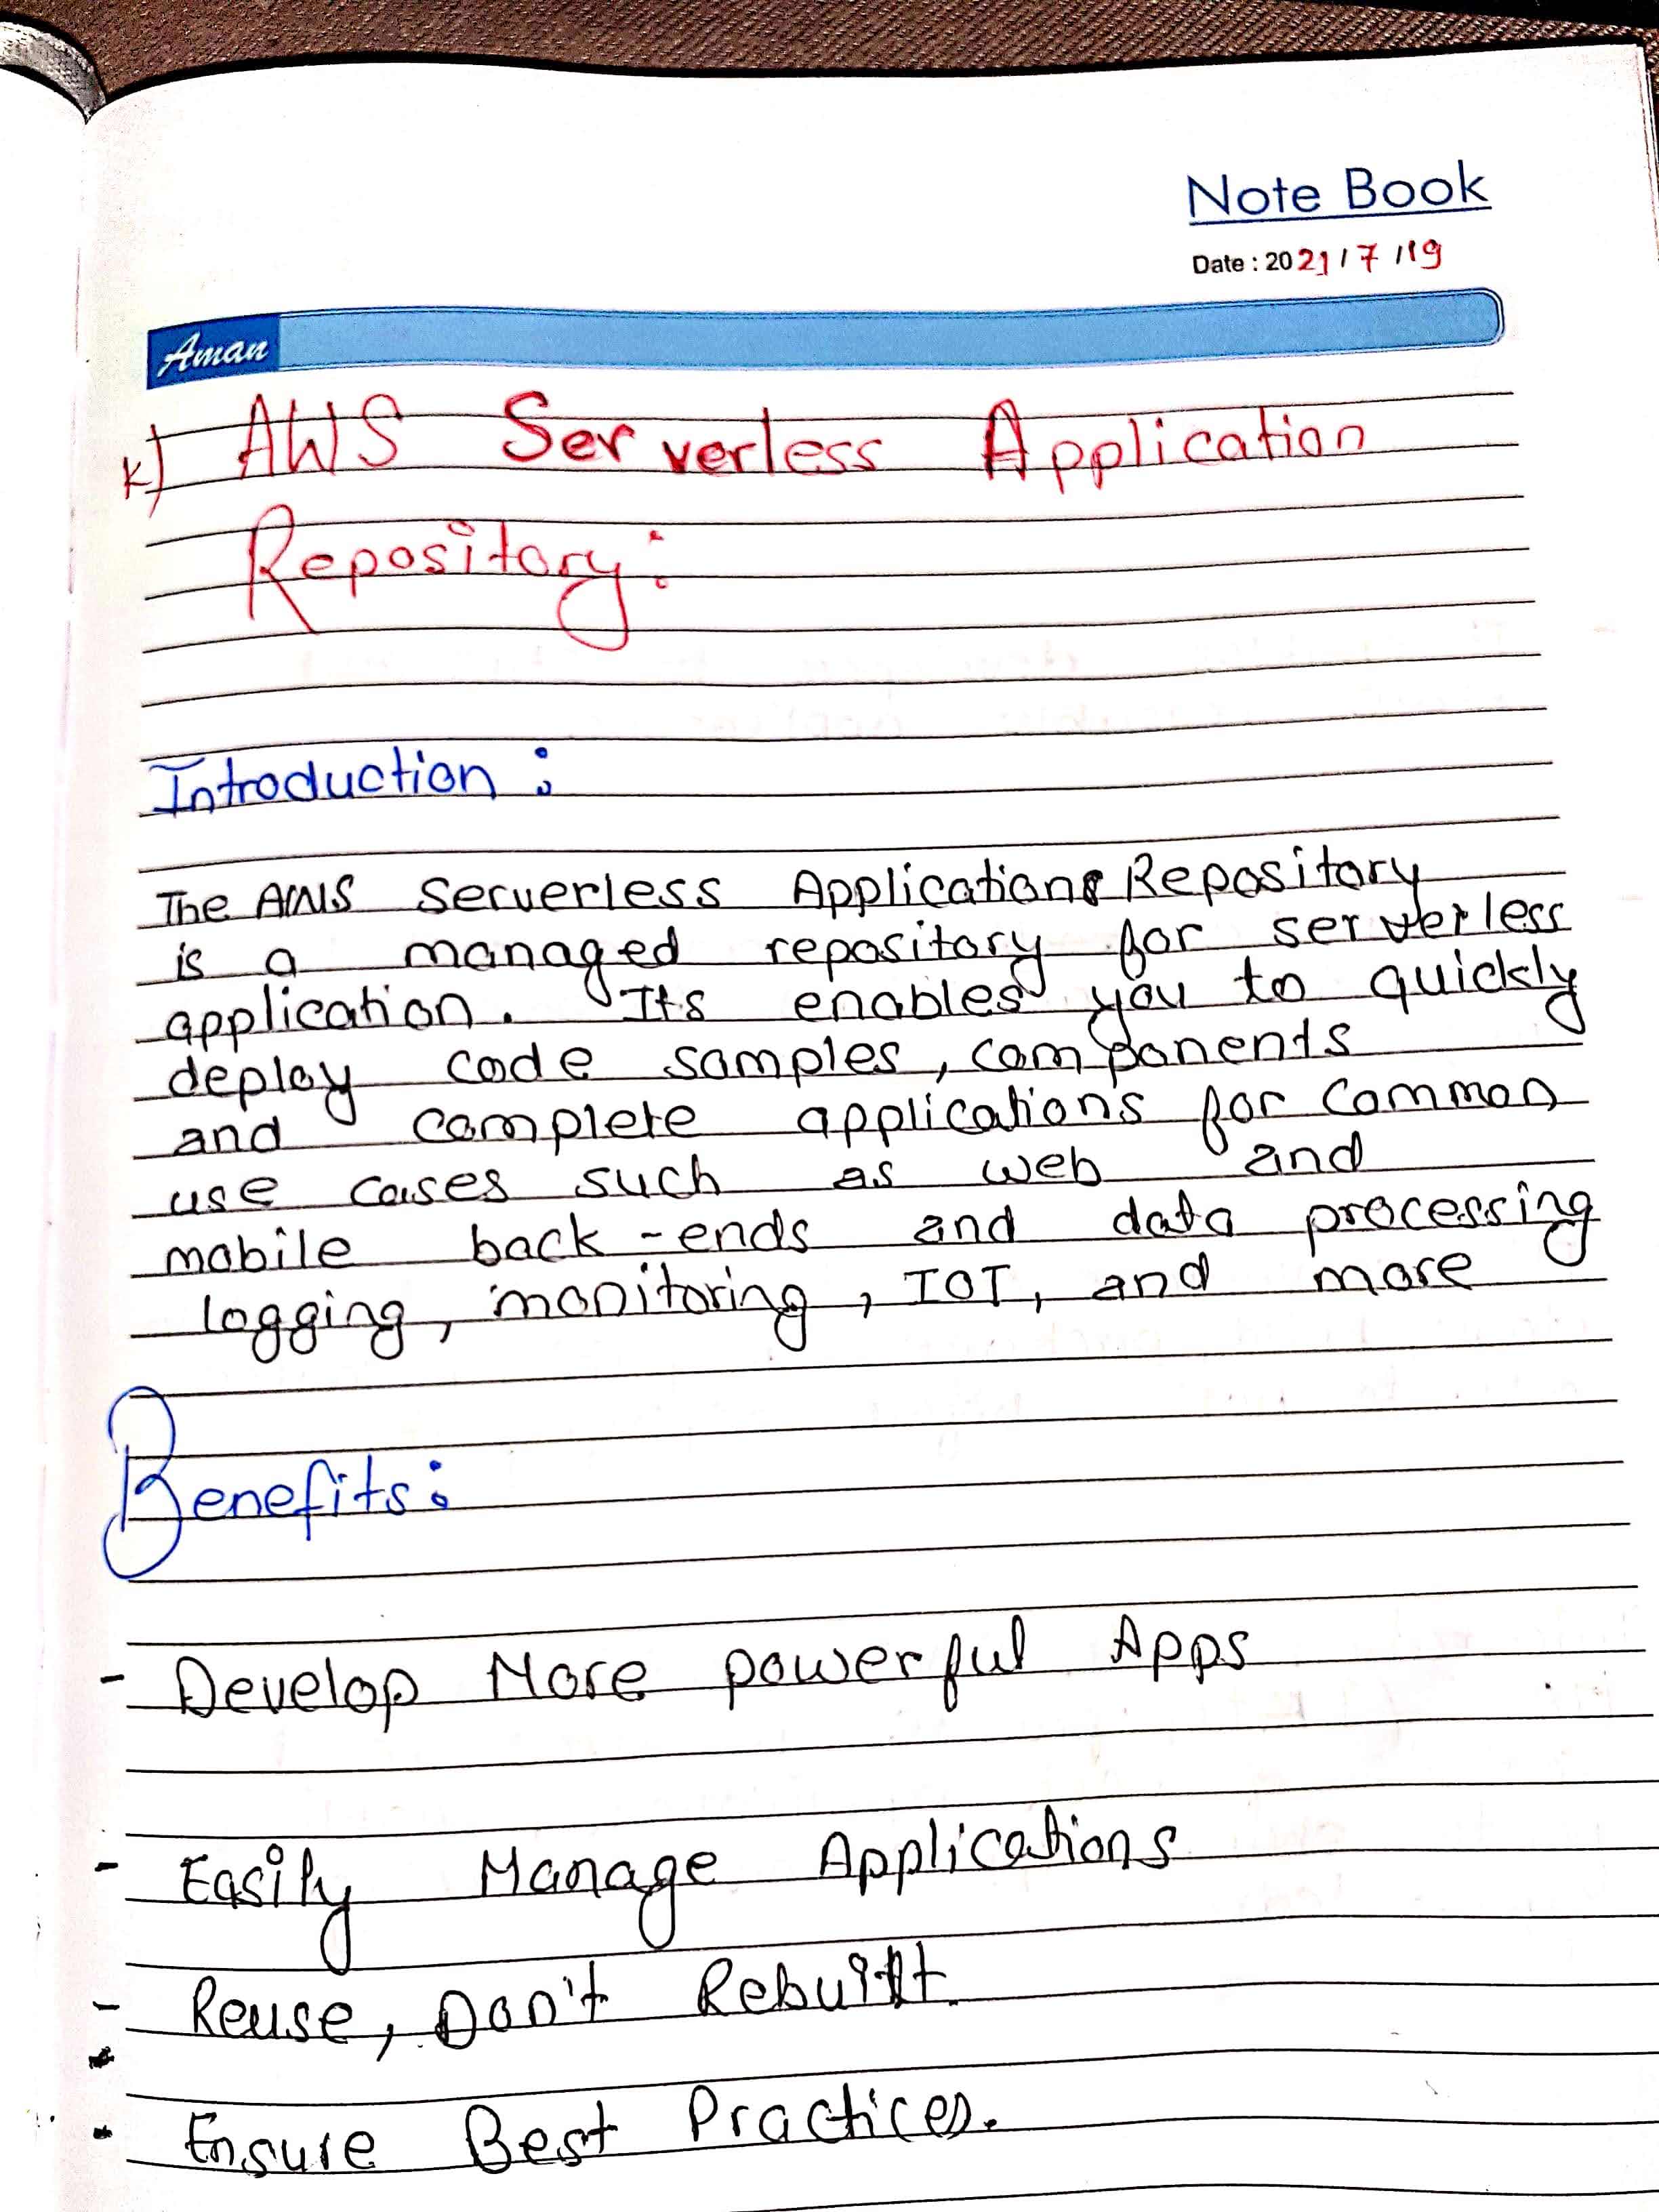 Note Book
Date : 2021/7/19
Aman
K) AWS Serverless Application
Repository:
Introduction:
The AWS Serverless Applications Repository
is a managed repository for serverless
application. Its enables you to quickly
deploy code samples, components
and complete applications for common
use cases such as web and
mobile back-ends and data processing
logging, monitoring, IOT, and more
Benefits:
- Develop More powerful Apps
- Easily Manage Applications
- Reuse, Don't Rebuilt
- Ensure Best Practices.